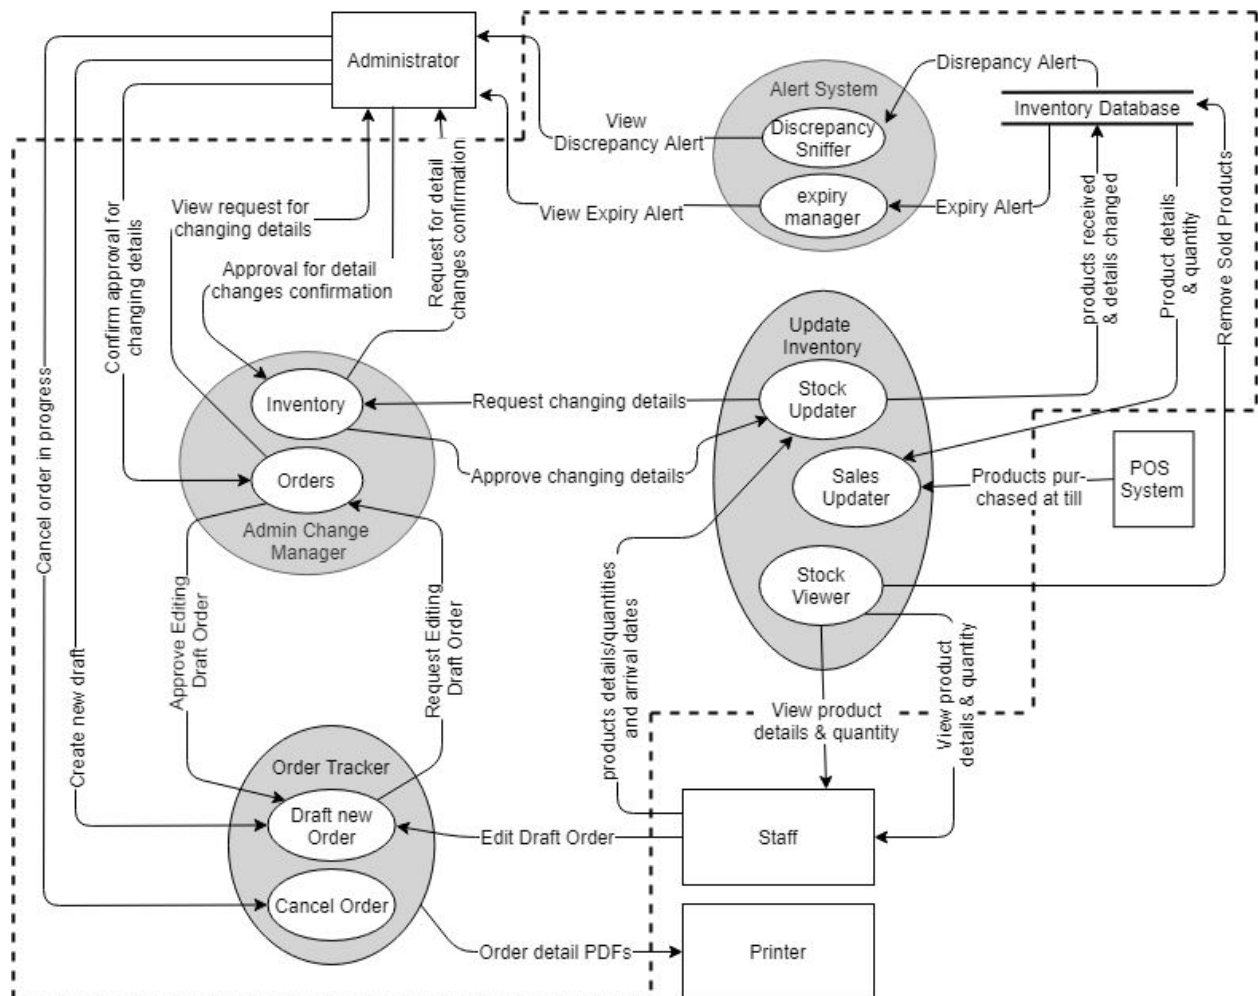 Administrator
Disrepancy Alert
Alert System
Inventory Database
View
Discrepancy Alert
Discrepancy
Sniffer
View Expiry Alert
expiry
manager
Expiry Alert
Confirm approval for
changing details
View request for
changing details
Approval for detail
changes confirmation
Request for detail
changes confirmation
products received
& details changed
Product details
& quantity
Remove Sold Products
Update
Inventory
Stock
Updater
Inventory
Request changing details
Orders
Approve changing details
Sales
Updater
Products pur-
chased at till
POS
System
Admin Change
Manager
Cancel order in progress
Create new draft
Approve Editing
Draft Order
Request Editing
Draft Order
Stock
Viewer
products details/quantities
and arrival dates
View product
details & quantity
View product
details & quantity
Order Tracker
Draft new
Order
Edit Draft Order
Staff
Cancel Order
Order detail PDFs
Printer